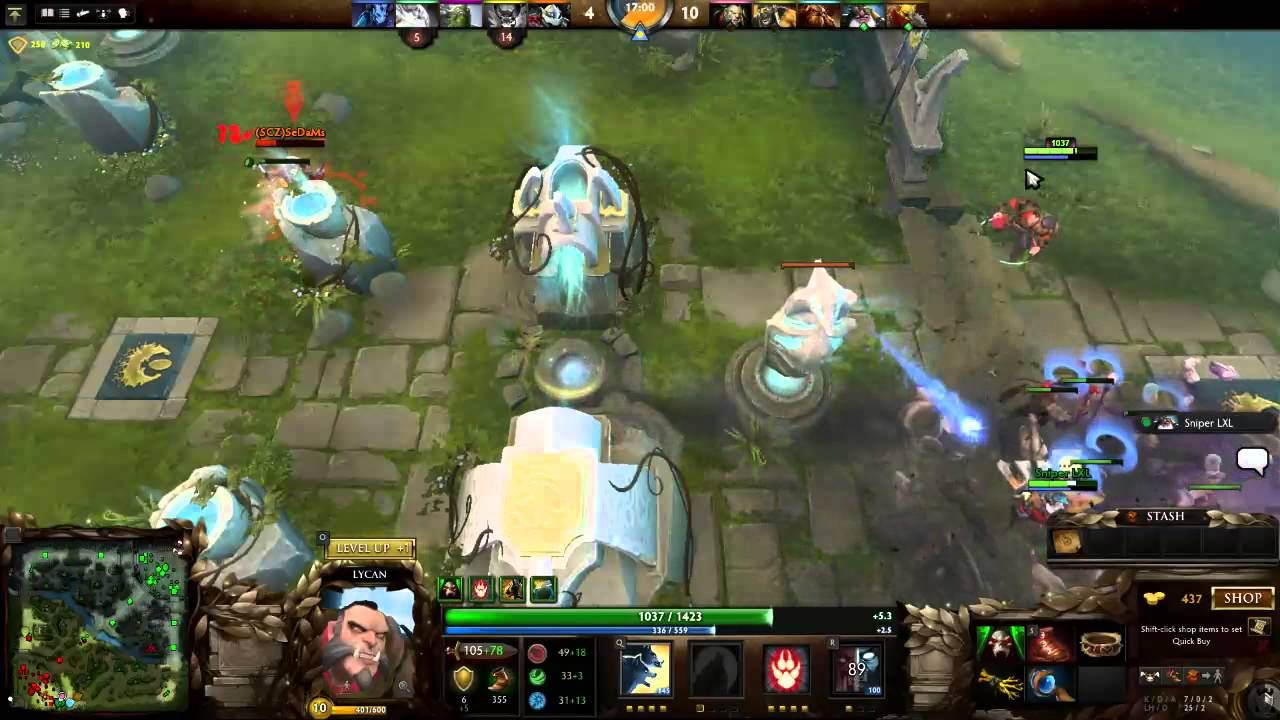 4
17:00
10
5
14
250
210
(SCZ)SeDaMs
1037
Sniper LXL
Sniper LXL
STASH
LEVEL UP +1
LYCAN
1037 / 1423
+5.3
336 / 559
+2.5
437
SHOP
Shift-click shop items to set
Quick Buy
105+78
49+18
33+3
31+13
6
+5
355
Q
145
R
89
100
5
10
401/600
K / D / A 7/ 0/ 2
LH / D 25 / 2